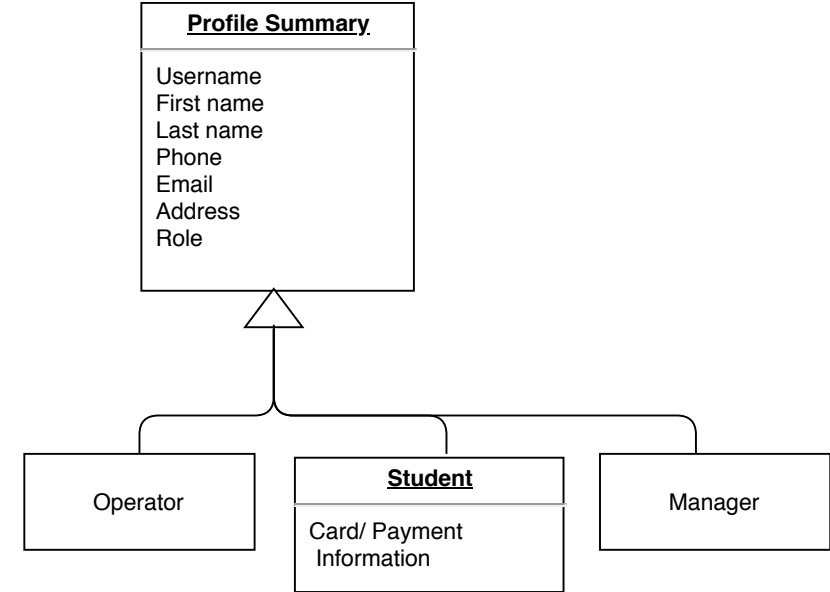 Profile Summary
Username
First name
Last name
Phone
Email
Address
Role
Operator
Student
Card/ Payment
Information
Manager